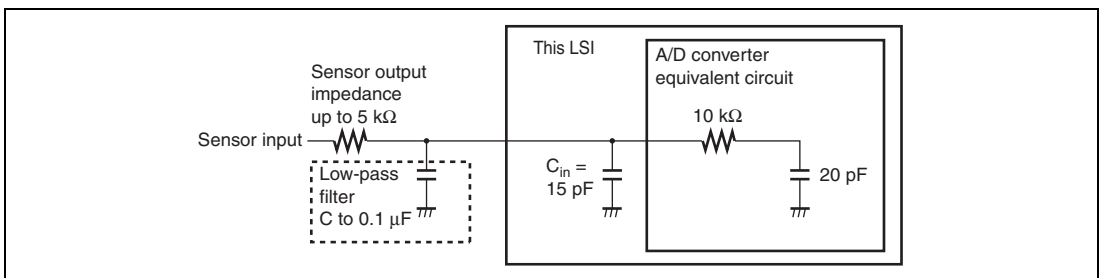 Sensor output
impedance
up to 5 kΩ
Sensor input
Low-pass
filter
C to 0.1 μF
This LSI
C_in =
15 pF
A/D converter
equivalent circuit
10 kΩ
20 pF